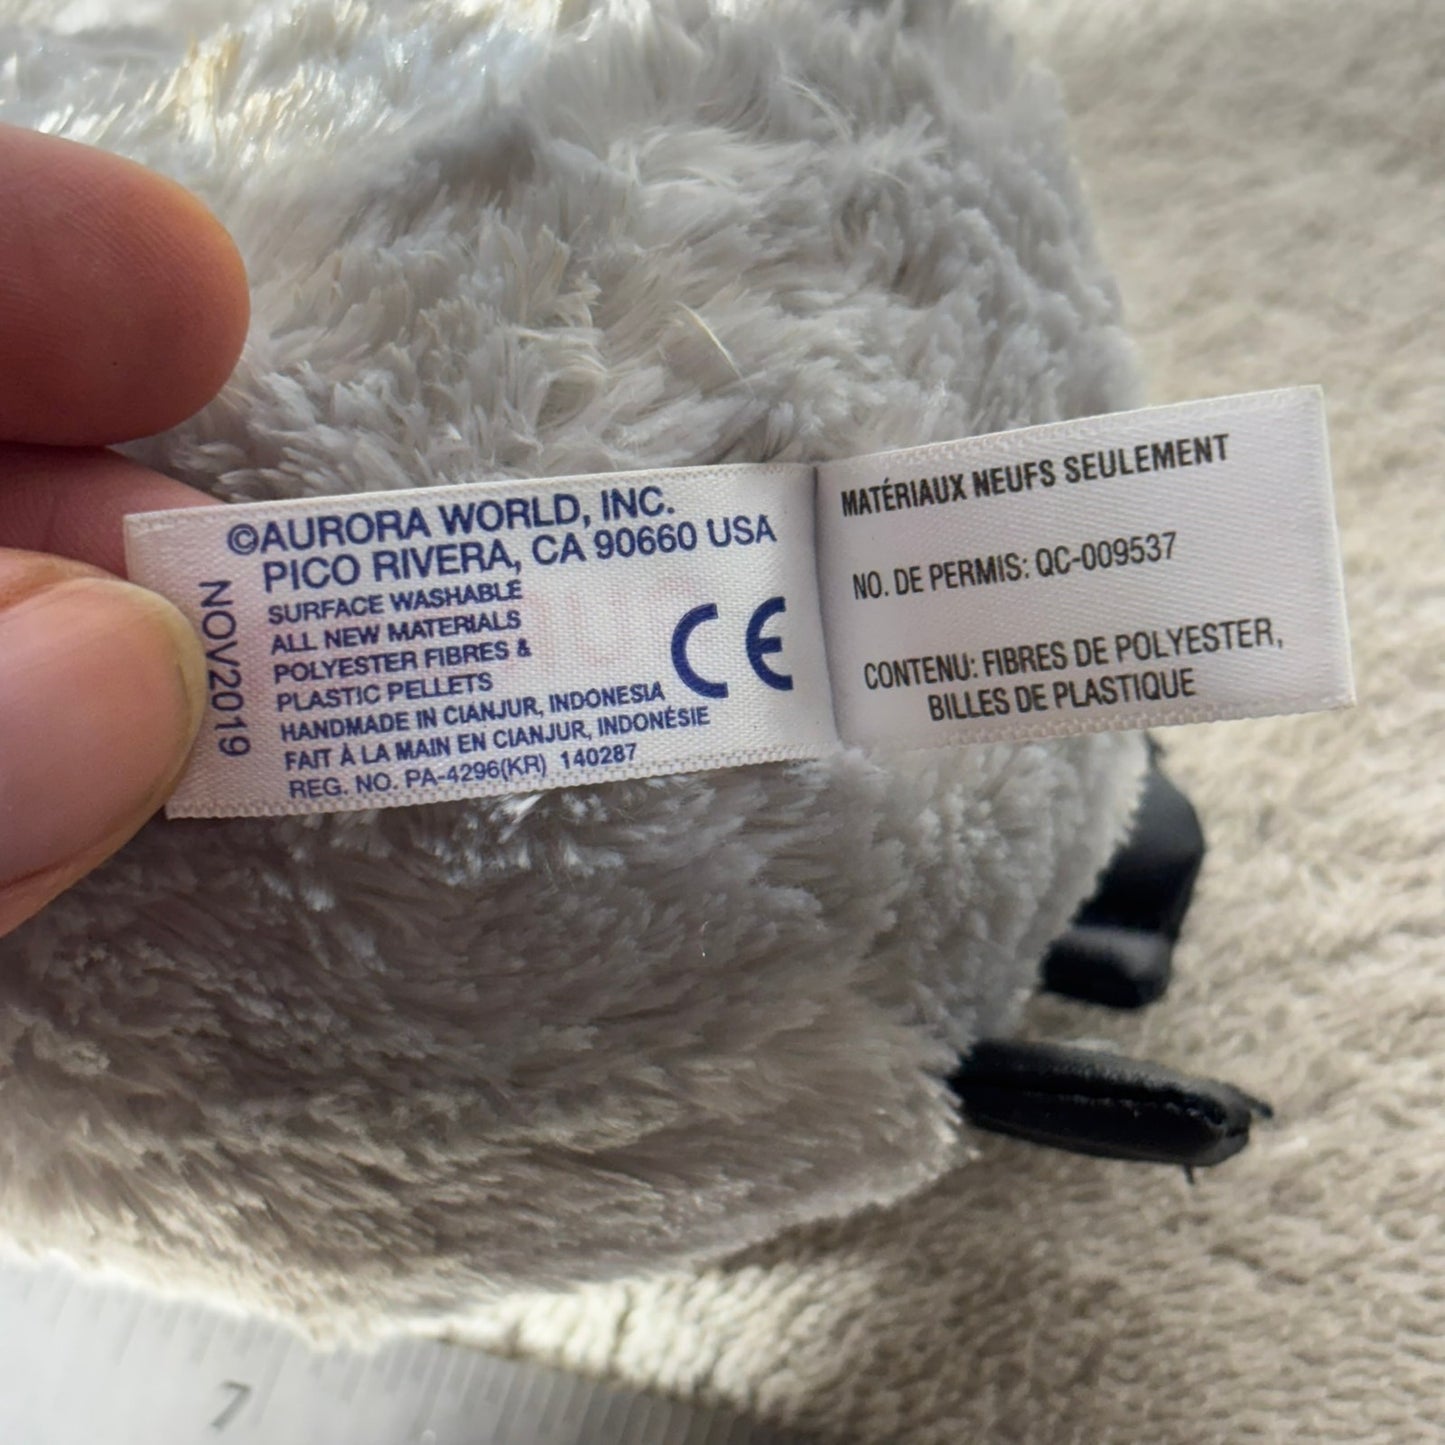 ©AURORA WORLD, INC.
PICO RIVERA, CA 90660 USA
SURFACE WASHABLE
ALL NEW MATERIALS
POLYESTER FIBRES &
PLASTIC PELLETS
HANDMADE IN CIANJUR, INDONESIA
FAIT À LA MAIN EN CIANJUR, INDONÉSIE
REG. NO. PA-4296(KR) 140287
NOV2019
CE
MATÉRIAUX NEUFS SEULEMENT
NO. DE PERMIS: QC-009537
CONTENU: FIBRES DE POLYESTER,
BILLES DE PLASTIQUE
7